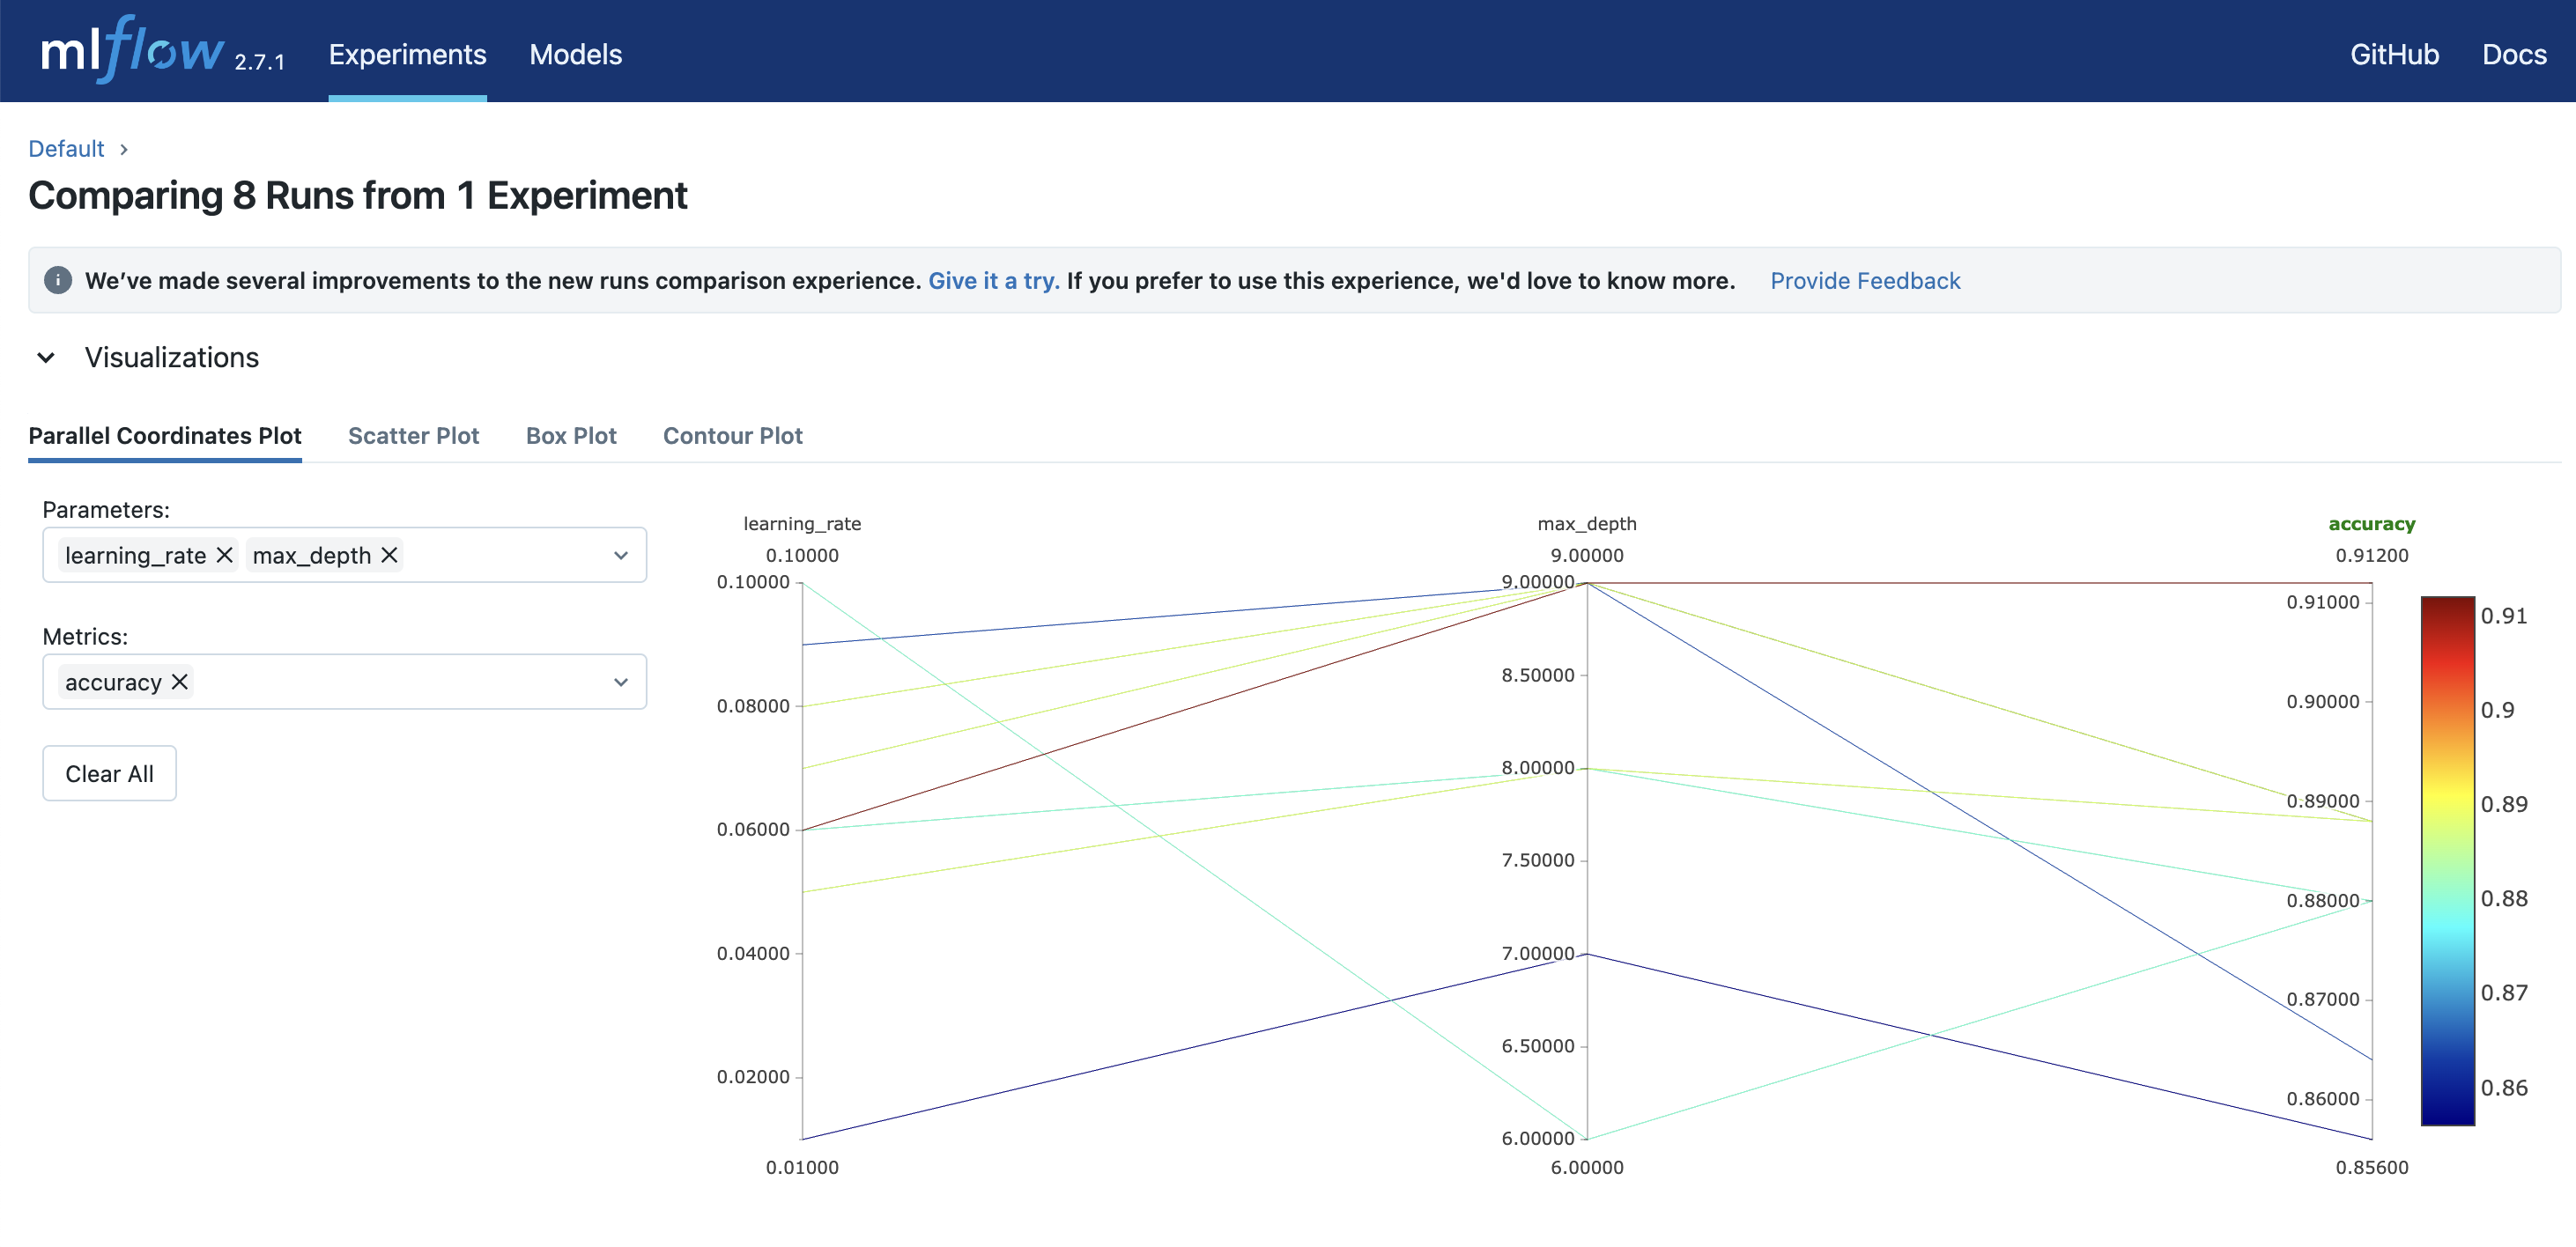 mlflow 2.7.1 Experiments Models GitHub Docs
Default
Comparing 8 Runs from 1 Experiment
We’ve made several improvements to the new runs comparison experience. Give it a try. If you prefer to use this experience, we'd love to know more. Provide Feedback
Visualizations
Parallel Coordinates Plot Scatter Plot Box Plot Contour Plot
Parameters:
learning_rate max_depth
Metrics:
accuracy
Clear All
learning_rate
0.10000
0.10000
0.08000
0.06000
0.04000
0.02000
0.01000
max_depth
9.00000
9.00000
8.50000
8.00000
7.50000
7.00000
6.50000
6.00000
6.00000
accuracy
0.91200
0.91000
0.90000
0.89000
0.88000
0.87000
0.86000
0.85600
0.91
0.9
0.89
0.88
0.87
0.86